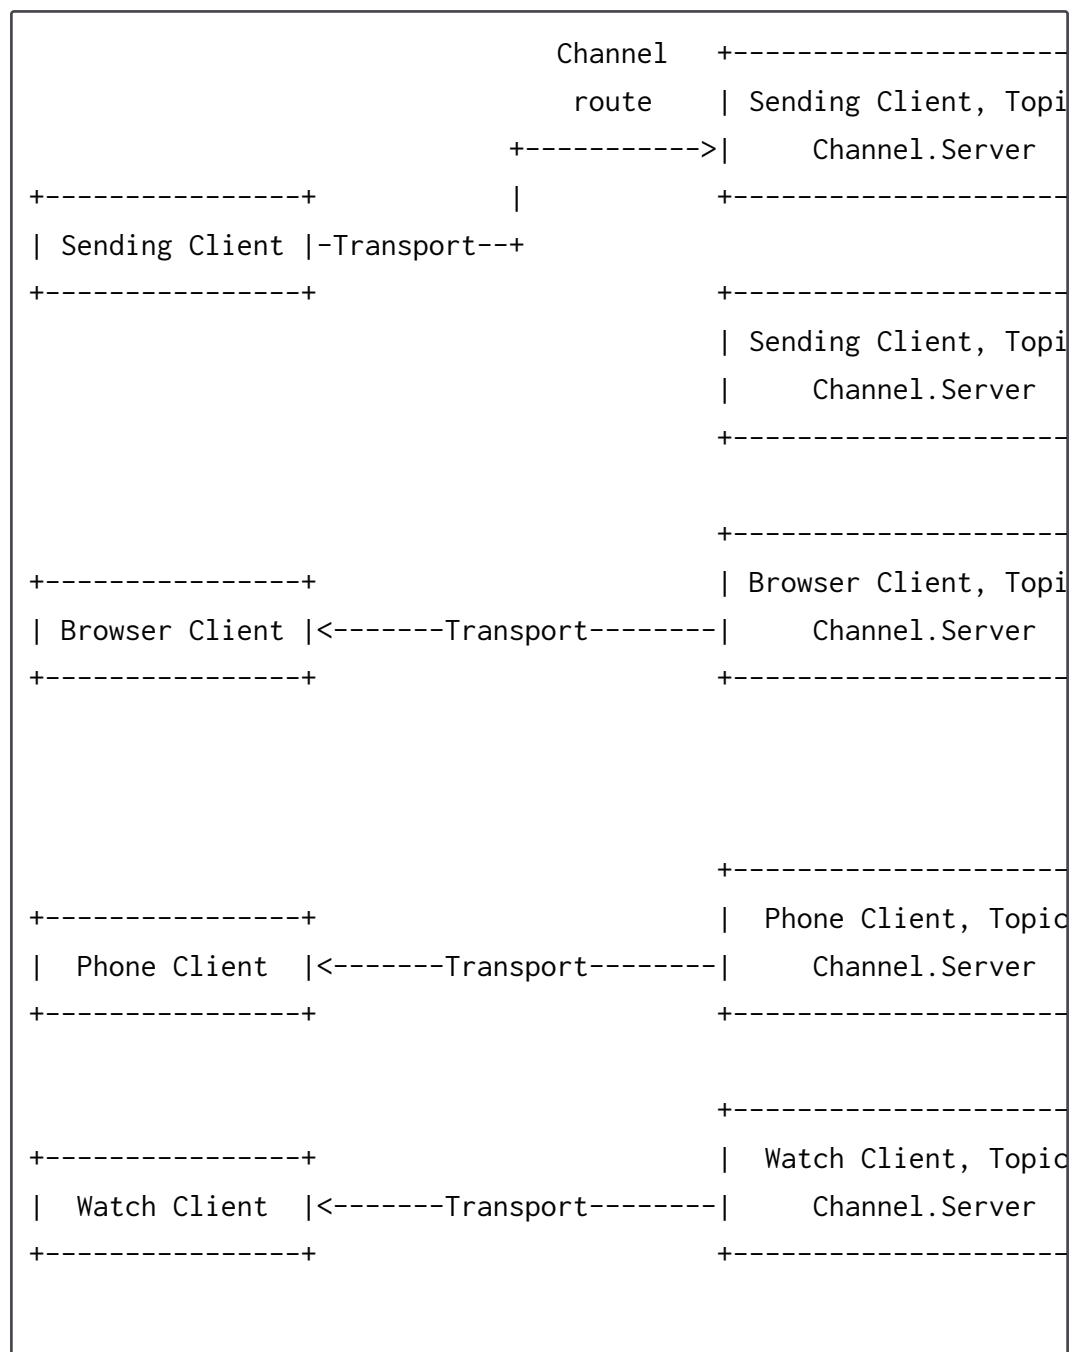 Channel   +---------------------
                                   route    | Sending Client, Topi
                               +----------->|     Channel.Server
+----------------+             |            +---------------------
| Sending Client |-Transport--+
+----------------+                          +---------------------
                                            | Sending Client, Topi
                                            |     Channel.Server
                                            +---------------------

                                            +---------------------
+----------------+                          | Browser Client, Topi
| Browser Client |<-------Transport--------|     Channel.Server
+----------------+                          +---------------------



                                            +---------------------
+----------------+                          |  Phone Client, Topic
|  Phone Client  |<-------Transport--------|     Channel.Server
+----------------+                          +---------------------

                                            +---------------------
+----------------+                          |  Watch Client, Topic
|  Watch Client  |<-------Transport--------|     Channel.Server
+----------------+                          +---------------------